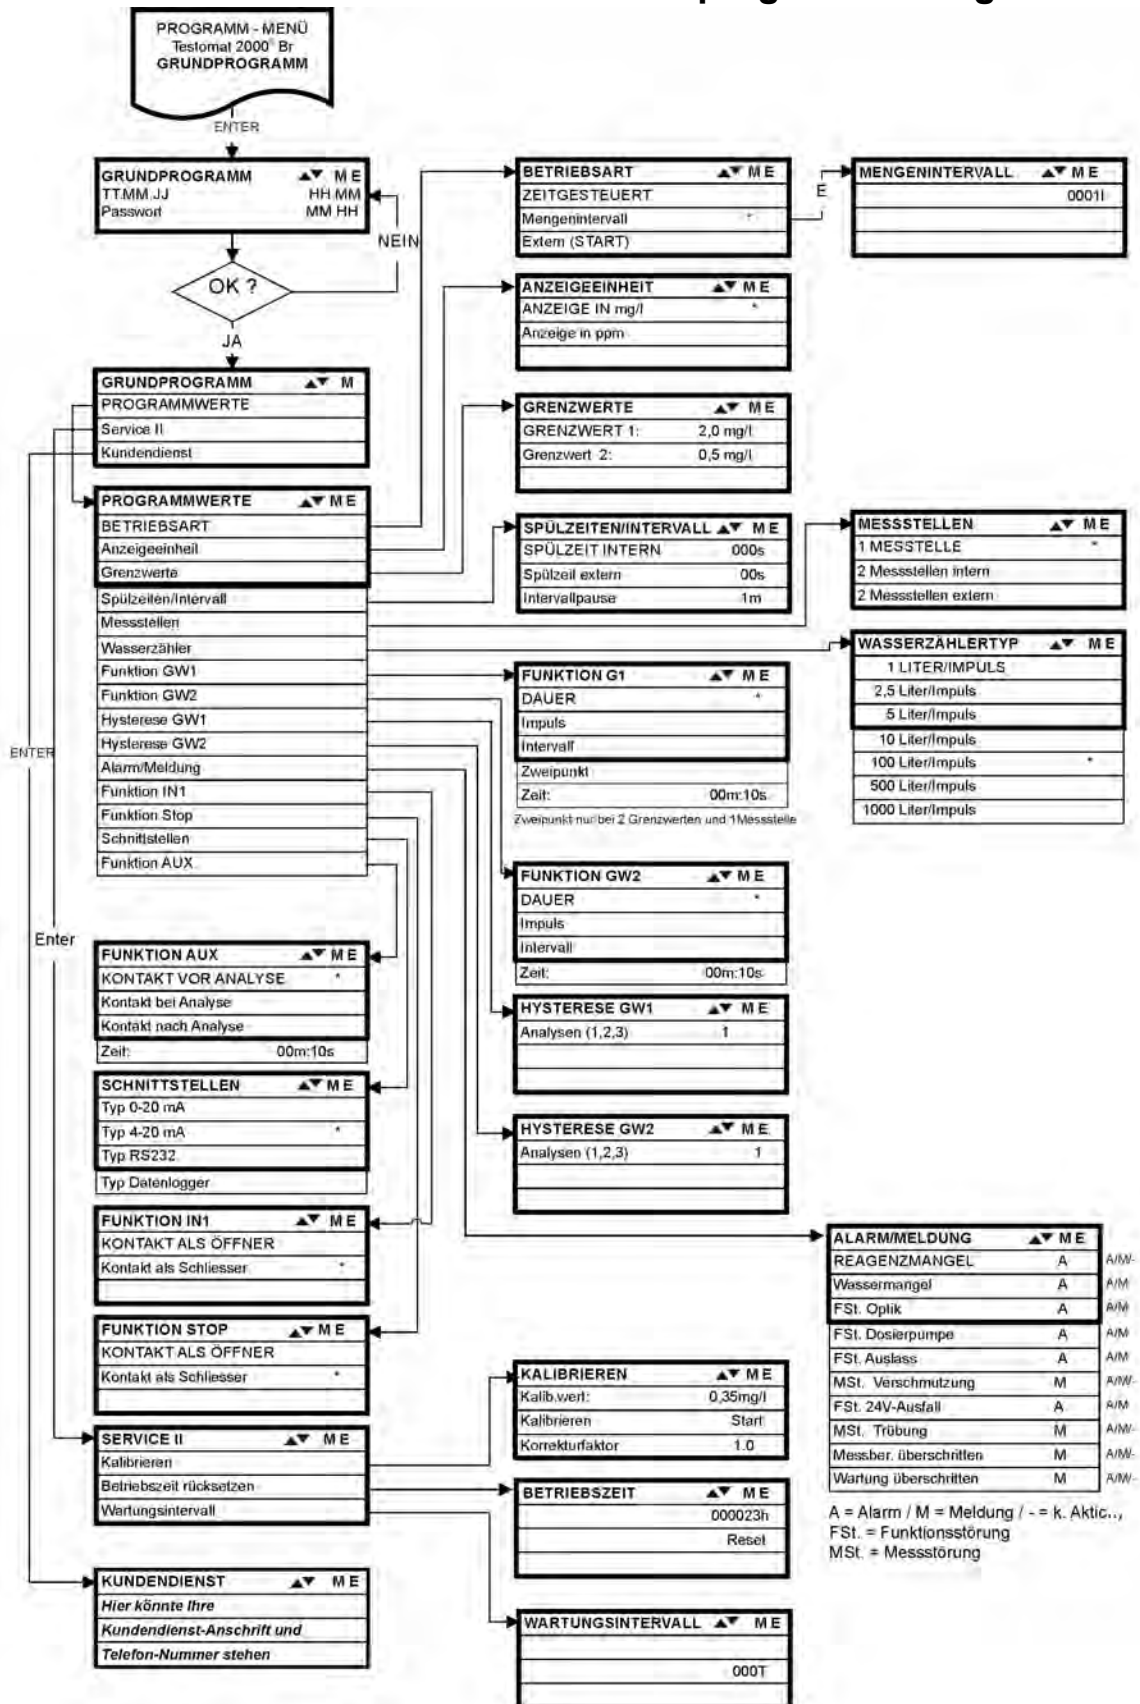 PROGRAMM - MENÜ
Testomat 2000® Br
GRUNDPROGRAMM
ENTER
GRUNDPROGRAMM ▲▼ M E
TT.MM.JJ HH:MM
Passwort MM HH
NEIN
OK ?
JA
GRUNDPROGRAMM ▲▼ M
PROGRAMMWERTE
Service II
Kundendienst
PROGRAMMWERTE ▲▼ M E
BETRIEBSART
Anzeigeeinheit
Grenzwerte
Spülzeiten/Intervall
Messstellen
Wasserzähler
Funktion GW1
Funktion GW2
Hysterese GW1
Hysterese GW2
Alarm/Meldung
Funktion IN1
Funktion Stop
Schnittstellen
Funktion AUX
ENTER
Enter
FUNKTION AUX ▲▼ M E
KONTAKT VOR ANALYSE *
Kontakt bei Analyse
Kontakt nach Analyse
Zeit: 00m:10s
SCHNITTSTELLEN ▲▼ M E
Typ 0-20 mA
Typ 4-20 mA *
Typ RS232
Typ Datenlogger
FUNKTION IN1 ▲▼ M E
KONTAKT ALS ÖFFNER
Kontakt als Schliesser *
FUNKTION STOP ▲▼ M E
KONTAKT ALS ÖFFNER
Kontakt als Schliesser *
SERVICE II ▲▼ M E
Kalibrieren
Betriebszeit rücksetzen
Wartungsintervall
KUNDENDIENST ▲▼ M E
Hier könnte Ihre
Kundendienst-Anschrift und
Telefon-Nummer stehen
BETRIEBSART ▲▼ M E
ZEITGESTEUERT
Mengenintervall *
Extern (START)
E
MENGENINTERVALL ▲▼ M E
0001l
ANZEIGEEINHEIT ▲▼ M E
ANZEIGE IN mg/l *
Anzeige in ppm
GRENZWERTE ▲▼ M E
GRENZWERT 1: 2,0 mg/l
Grenzwert 2: 0,5 mg/l
SPÜLZEITEN/INTERVALL ▲▼ M E
SPÜLZEIT INTERN 000s
Spülzeit extern 00s
Intervallpause 1m
MESSSTELLEN ▲▼ M E
1 MESSTELLE *
2 Messstellen intern
2 Messstellen extern
WASSERZÄHLERTYP ▲▼ M E
1 LITER/IMPULS
2,5 Liter/Impuls
5 Liter/Impuls
10 Liter/Impuls
100 Liter/Impuls *
500 Liter/Impuls
1000 Liter/Impuls
FUNKTION G1 ▲▼ M E
DAUER *
Impuls
Intervall
Zweipunkt
Zeit: 00m:10s
Zweipunkt nur bei 2 Grenzwerten und 1Messstelle
FUNKTION GW2 ▲▼ M E
DAUER *
Impuls
Intervall
Zeit: 00m:10s
HYSTERESE GW1 ▲▼ M E
Analysen (1,2,3) 1
HYSTERESE GW2 ▲▼ M E
Analysen (1,2,3) 1
ALARM/MELDUNG ▲▼ M E
REAGENZMANGEL A A/M/-
Wassermangel A A/M
FSt. Optik A A/M
FSt. Dosierpumpe A A/M
FSt. Auslass A A/M
MSt. Verschmutzung M A/M/-
FSt. 24V-Ausfall A A/M
MSt. Trübung M A/M/-
Messber. überschritten M A/M/-
Wartung überschritten M A/M/-
A = Alarm / M = Meldung / - = k. Aktio..,
FSt. = Funktionsstörung
MSt. = Messstörung
KALIBRIEREN ▲▼ M E
Kalib.wert: 0,35mg/l
Kalibrieren Start
Korrekturfaktor 1.0
BETRIEBSZEIT ▲▼ M E
000023h
Reset
WARTUNGSINTERVALL ▲▼ M E
000T